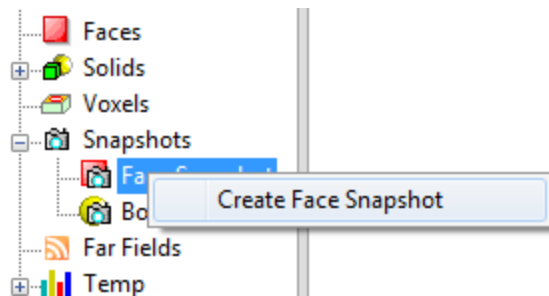 Faces
Solids
Voxels
Snapshots
Create Face Snapshot
Far Fields
Temp